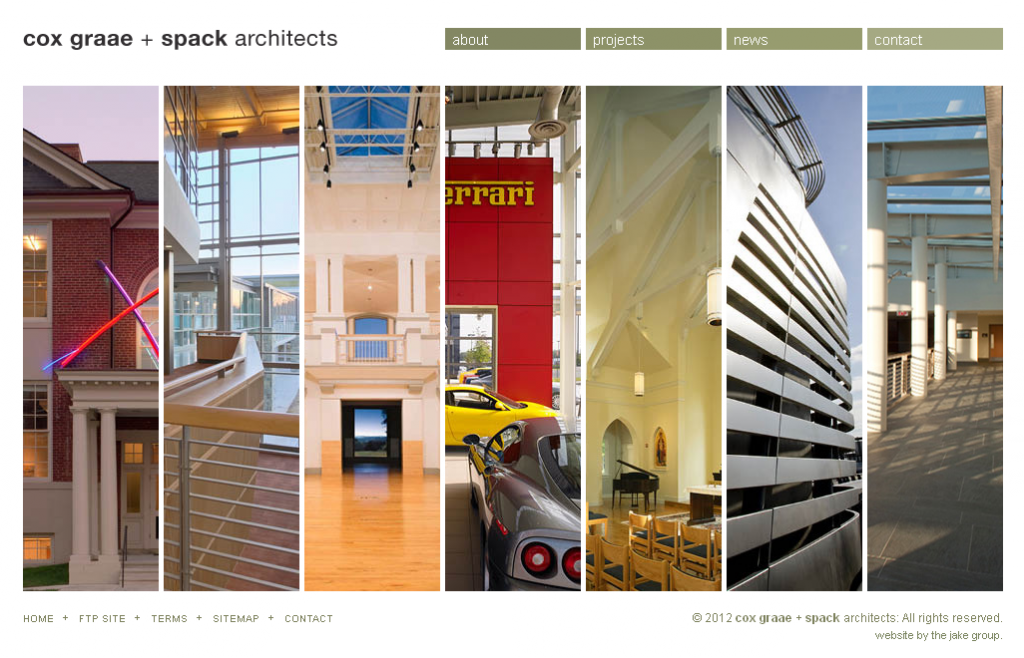 cox graae + spack architects
about
projects
news
contact
errari
HOME + FTP SITE + TERMS + SITEMAP + CONTACT
© 2012 cox graae + spack architects: All rights reserved.
website by the jake group.